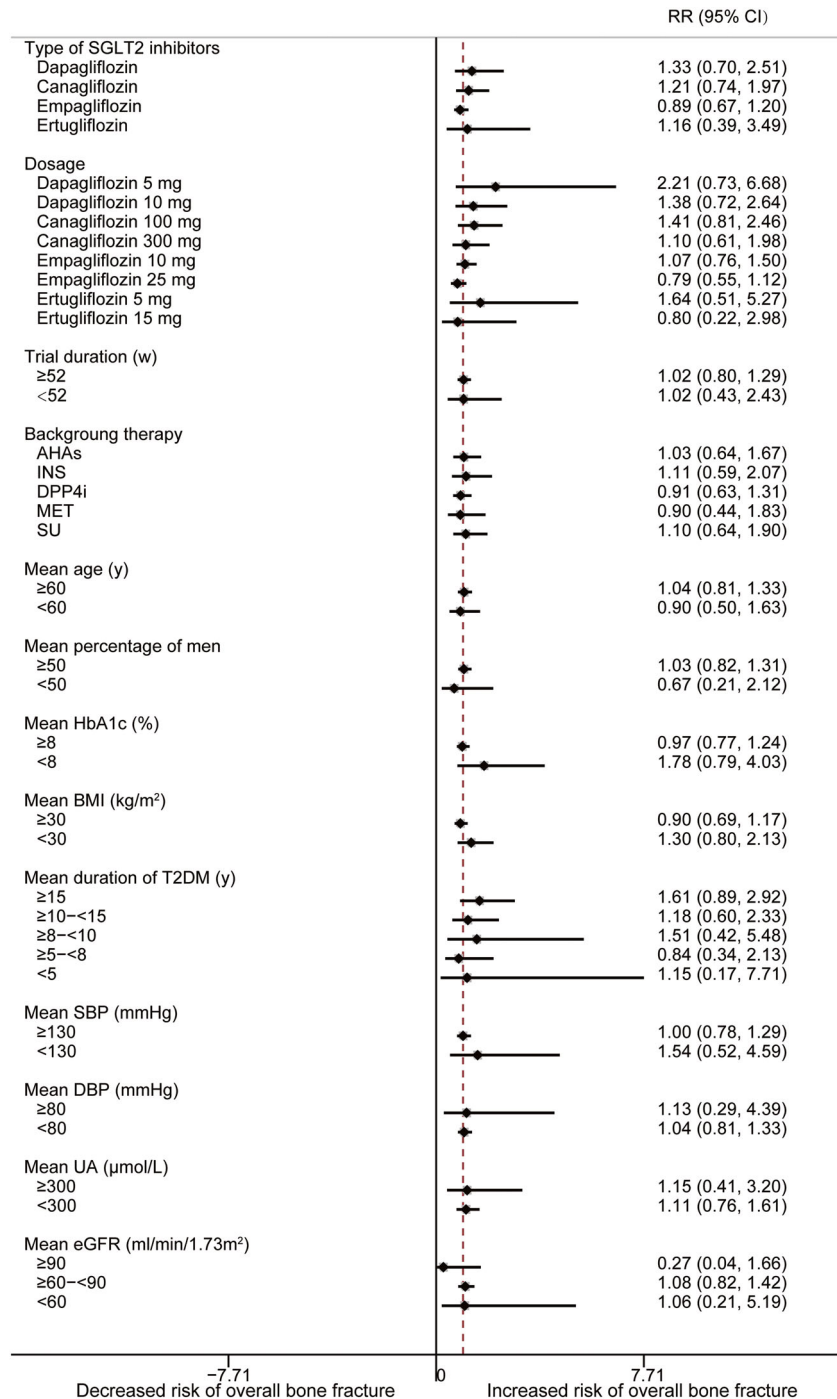 RR (95% CI)
Type of SGLT2 inhibitors
Dapagliflozin 1.33 (0.70, 2.51)
Canagliflozin 1.21 (0.74, 1.97)
Empagliflozin 0.89 (0.67, 1.20)
Ertugliflozin 1.16 (0.39, 3.49)
Dosage
Dapagliflozin 5 mg 2.21 (0.73, 6.68)
Dapagliflozin 10 mg 1.38 (0.72, 2.64)
Canagliflozin 100 mg 1.41 (0.81, 2.46)
Canagliflozin 300 mg 1.10 (0.61, 1.98)
Empagliflozin 10 mg 1.07 (0.76, 1.50)
Empagliflozin 25 mg 0.79 (0.55, 1.12)
Ertugliflozin 5 mg 1.64 (0.51, 5.27)
Ertugliflozin 15 mg 0.80 (0.22, 2.98)
Trial duration (w)
≥52 1.02 (0.80, 1.29)
<52 1.02 (0.43, 2.43)
Backgroung therapy
AHAs 1.03 (0.64, 1.67)
INS 1.11 (0.59, 2.07)
DPP4i 0.91 (0.63, 1.31)
MET 0.90 (0.44, 1.83)
SU 1.10 (0.64, 1.90)
Mean age (y)
≥60 1.04 (0.81, 1.33)
<60 0.90 (0.50, 1.63)
Mean percentage of men
≥50 1.03 (0.82, 1.31)
<50 0.67 (0.21, 2.12)
Mean HbA1c (%)
≥8 0.97 (0.77, 1.24)
<8 1.78 (0.79, 4.03)
Mean BMI (kg/m²)
≥30 0.90 (0.69, 1.17)
<30 1.30 (0.80, 2.13)
Mean duration of T2DM (y)
≥15 1.61 (0.89, 2.92)
≥10−<15 1.18 (0.60, 2.33)
≥8−<10 1.51 (0.42, 5.48)
≥5−<8 0.84 (0.34, 2.13)
<5 1.15 (0.17, 7.71)
Mean SBP (mmHg)
≥130 1.00 (0.78, 1.29)
<130 1.54 (0.52, 4.59)
Mean DBP (mmHg)
≥80 1.13 (0.29, 4.39)
<80 1.04 (0.81, 1.33)
Mean UA (μmol/L)
≥300 1.15 (0.41, 3.20)
<300 1.11 (0.76, 1.61)
Mean eGFR (ml/min/1.73m²)
≥90 0.27 (0.04, 1.66)
≥60−<90 1.08 (0.82, 1.42)
<60 1.06 (0.21, 5.19)
−7.71 0 7.71
Decreased risk of overall bone fracture Increased risk of overall bone fracture